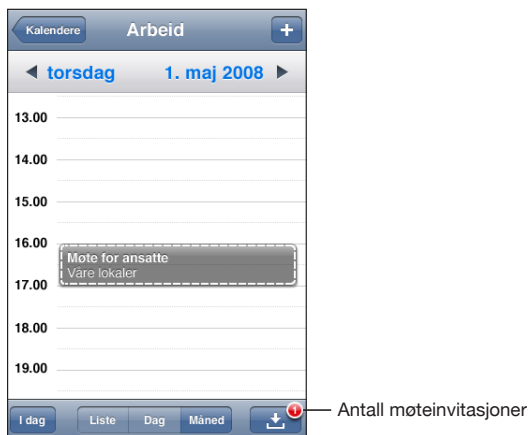 Kalendere Arbeid +
torsdag 1. maj 2008
13.00
14.00
15.00
16.00
Møte for ansatte
Våre lokaler
17.00
18.00
19.00
I dag Liste Dag Måned 1
Antall møteinvitasjoner